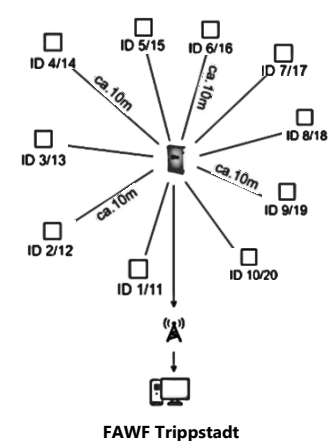 ID 5/15
ID 6/16
ID 4/14
ID 7/17
ca.10m
ca.10m
ID 8/18
ID 3/13
ca.10m
ID 9/19
ca.10m
ID 2/12
ID 10/20
ID 1/11
FAWF Trippstadt